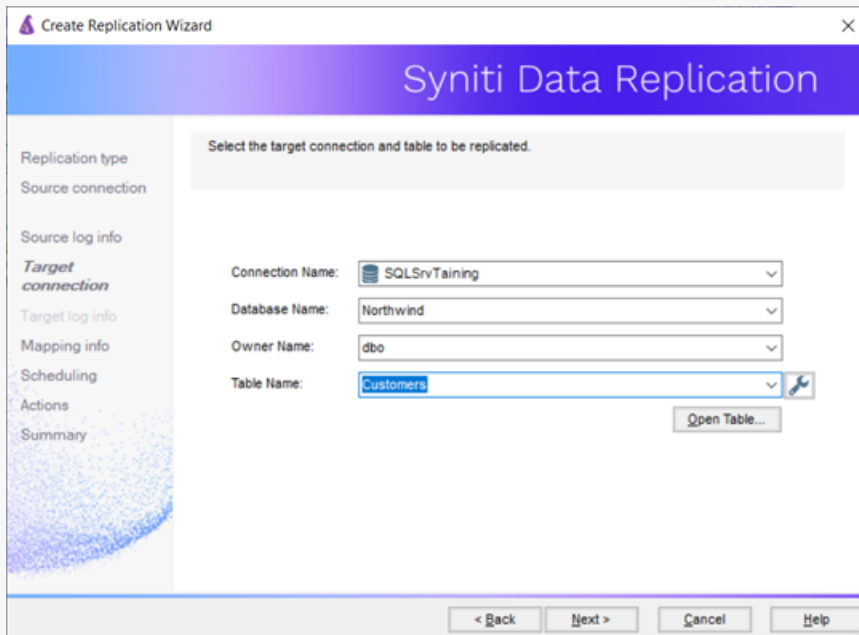 Create Replication Wizard
Syniti Data Replication
Replication type
Source connection
Source log info
Target
connection
Target log info
Mapping info
Scheduling
Actions
Summary
Select the target connection and table to be replicated.
Connection Name: SQLSrvTaining
Database Name: Northwind
Owner Name: dbo
Table Name: Customers
Open Table...
< Back Next > Cancel Help